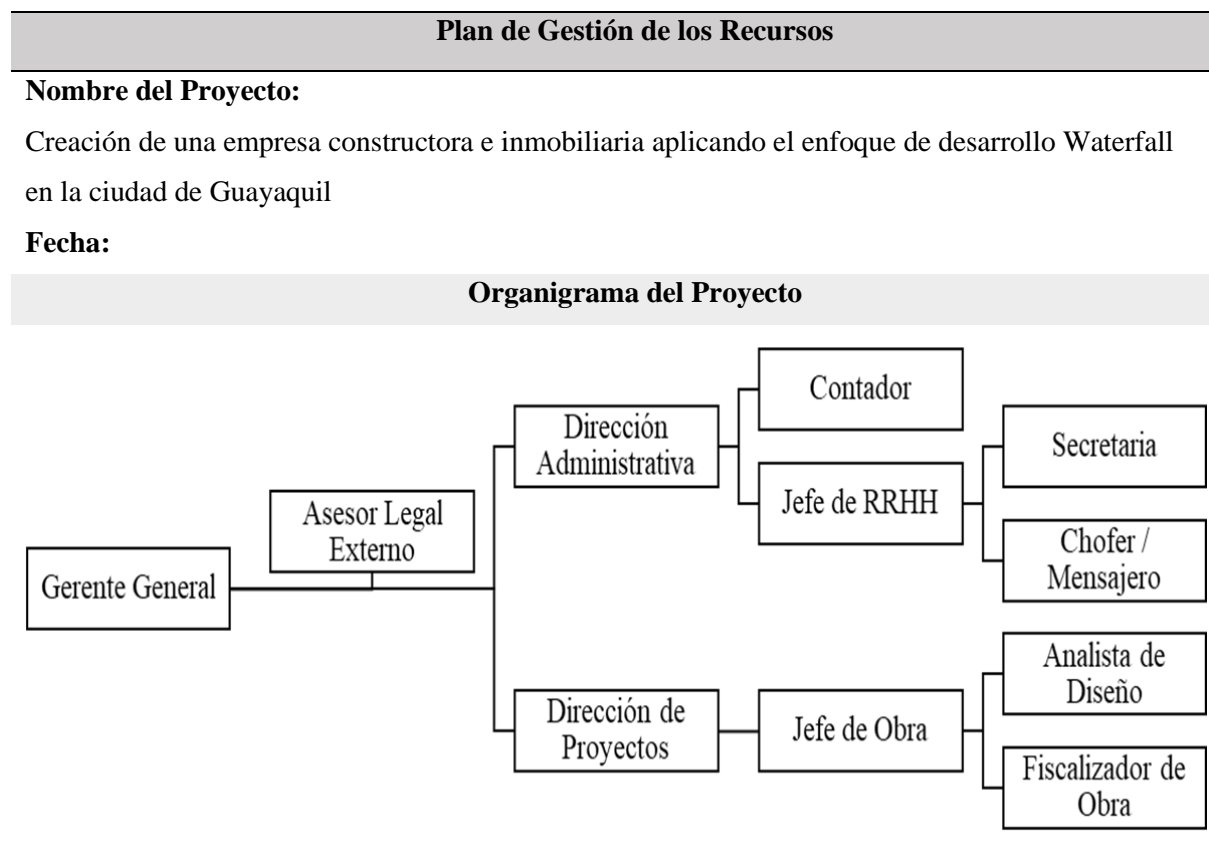 Plan de Gestión de los Recursos
Nombre del Proyecto:
Creación de una empresa constructora e inmobiliaria aplicando el enfoque de desarrollo Waterfall
en la ciudad de Guayaquil
Fecha:
Organigrama del Proyecto
Gerente General
Asesor Legal
Externo
Dirección
Administrativa
Contador
Jefe de RRHH
Secretaria
Chofer /
Mensajero
Dirección de
Proyectos
Jefe de Obra
Analista de
Diseño
Fiscalizador de
Obra